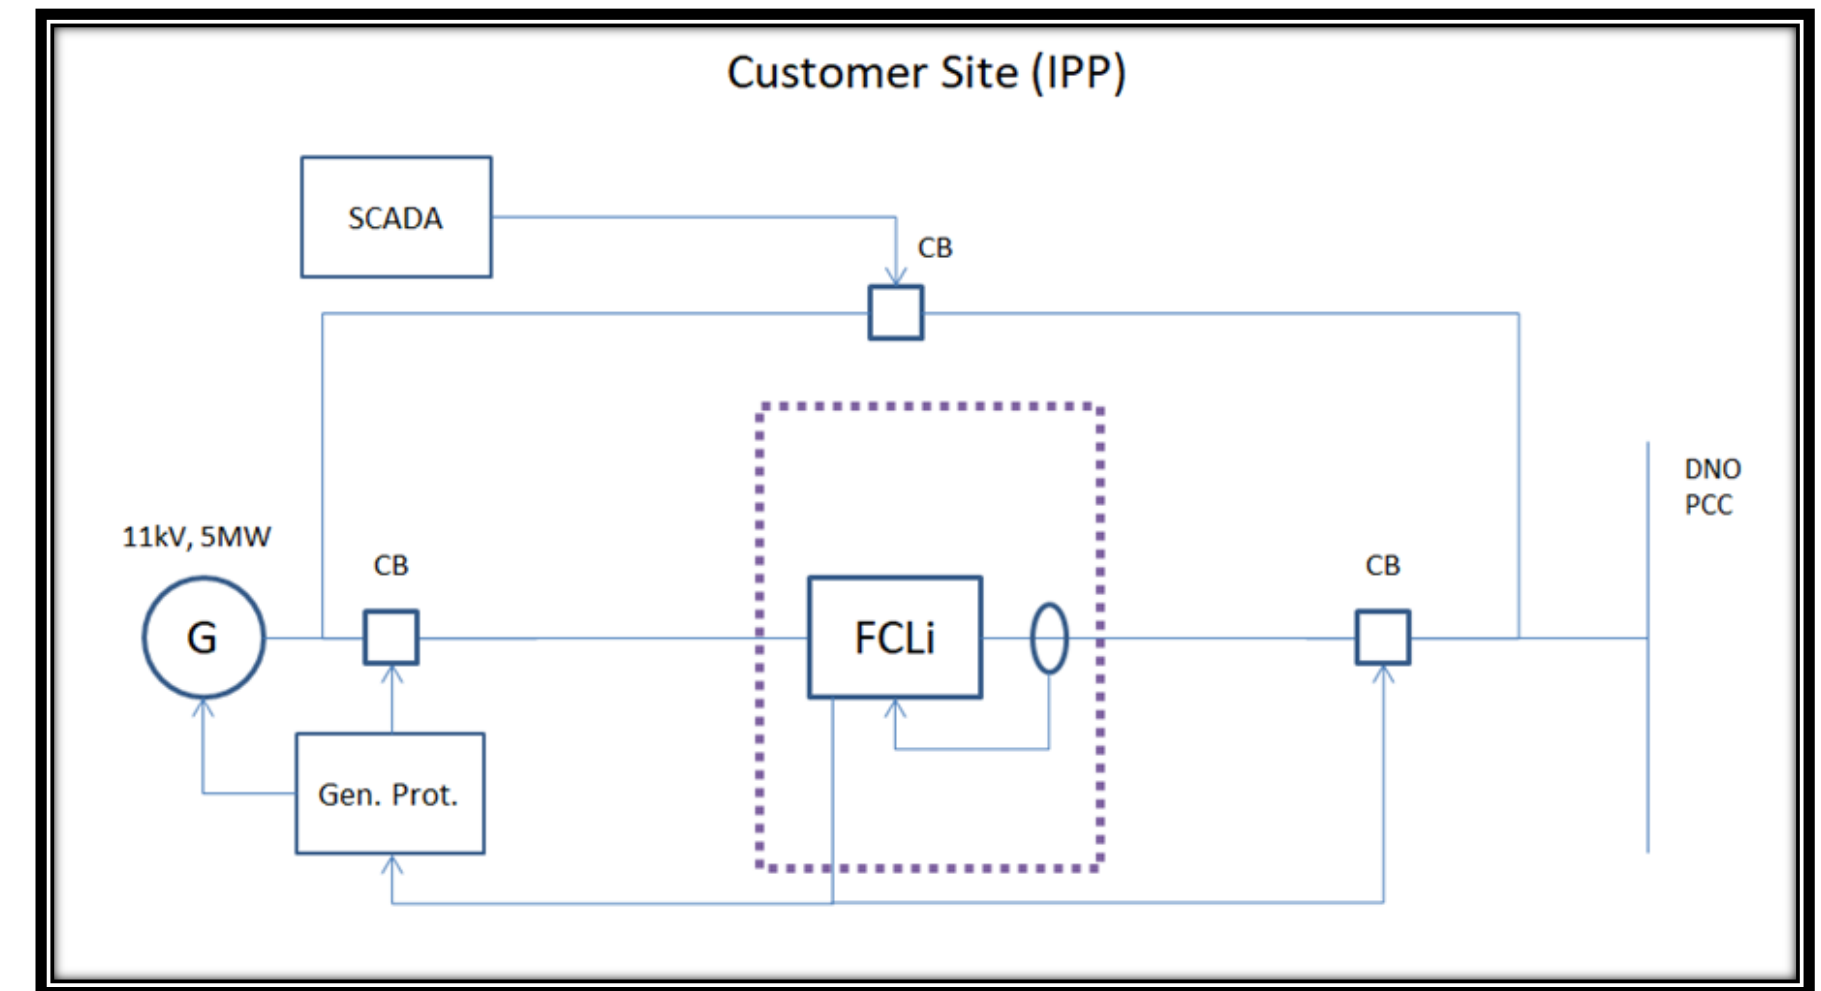 Customer Site (IPP)
SCADA
CB
DNO
PCC
11kV, 5MW
CB
CB
G
FCLi
Gen. Prot.